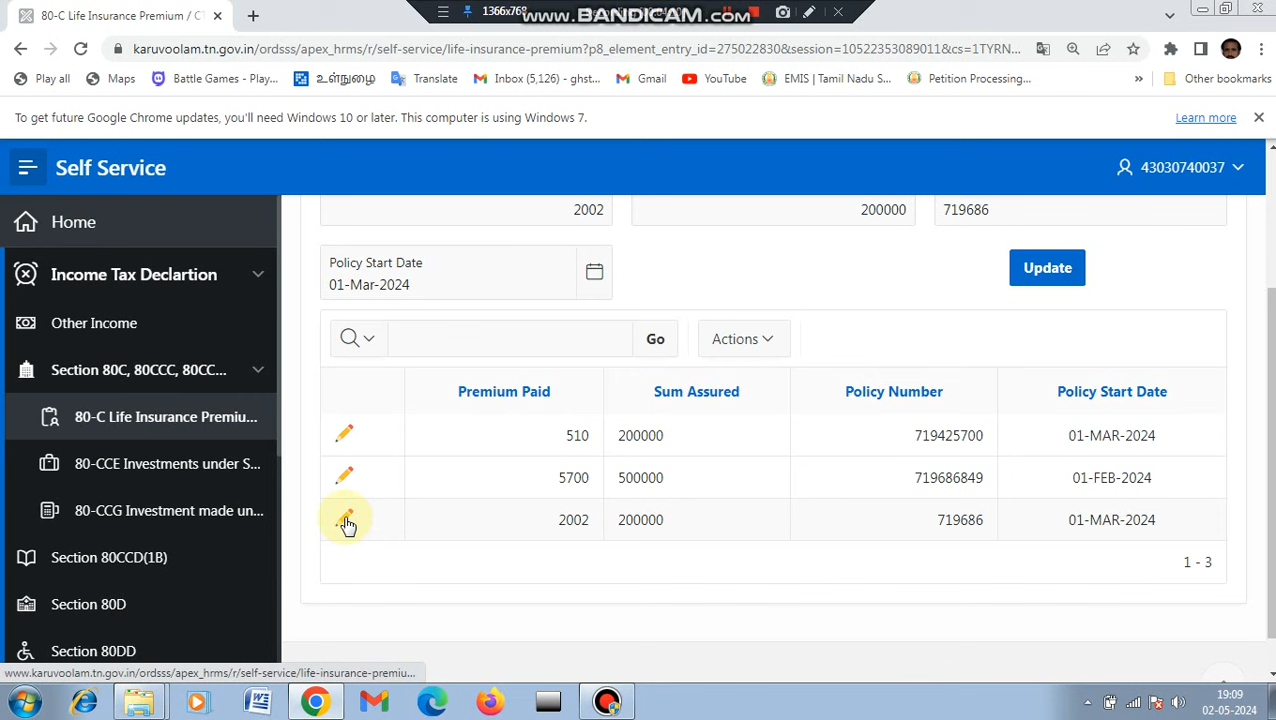 80-C Life Insurance Premium / CT
1366x768
www.BANDICAM.com
karuvoolam.tn.gov.in/ordsss/apex_hrms/r/self-service/life-insurance-premium?p8_element_entry_id=275022830&session=10522353089011&cs=1TYRN...
Play all
Maps
Battle Games - Play...
உள்நுழை
Translate
Inbox (5,126) - ghst...
Gmail
YouTube
EMIS | Tamil Nadu S...
Petition Processing...
»
Other bookmarks
To get future Google Chrome updates, you'll need Windows 10 or later. This computer is using Windows 7.
Learn more
Self Service
43030740037
Home
2002
200000
719686
Income Tax Declartion
Policy Start Date
01-Mar-2024
Update
Other Income
Go
Actions
Section 80C, 80CCC, 80CC...
Premium Paid
Sum Assured
Policy Number
Policy Start Date
80-C Life Insurance Premiu...
510
200000
719425700
01-MAR-2024
80-CCE Investments under S...
5700
500000
719686849
01-FEB-2024
80-CCG Investment made un...
2002
200000
719686
01-MAR-2024
Section 80CCD(1B)
1 - 3
Section 80D
Section 80DD
www.karuvoolam.tn.gov.in/ordsss/apex_hrms/r/self-service/life-insurance-premiu...
19:09
02-05-2024